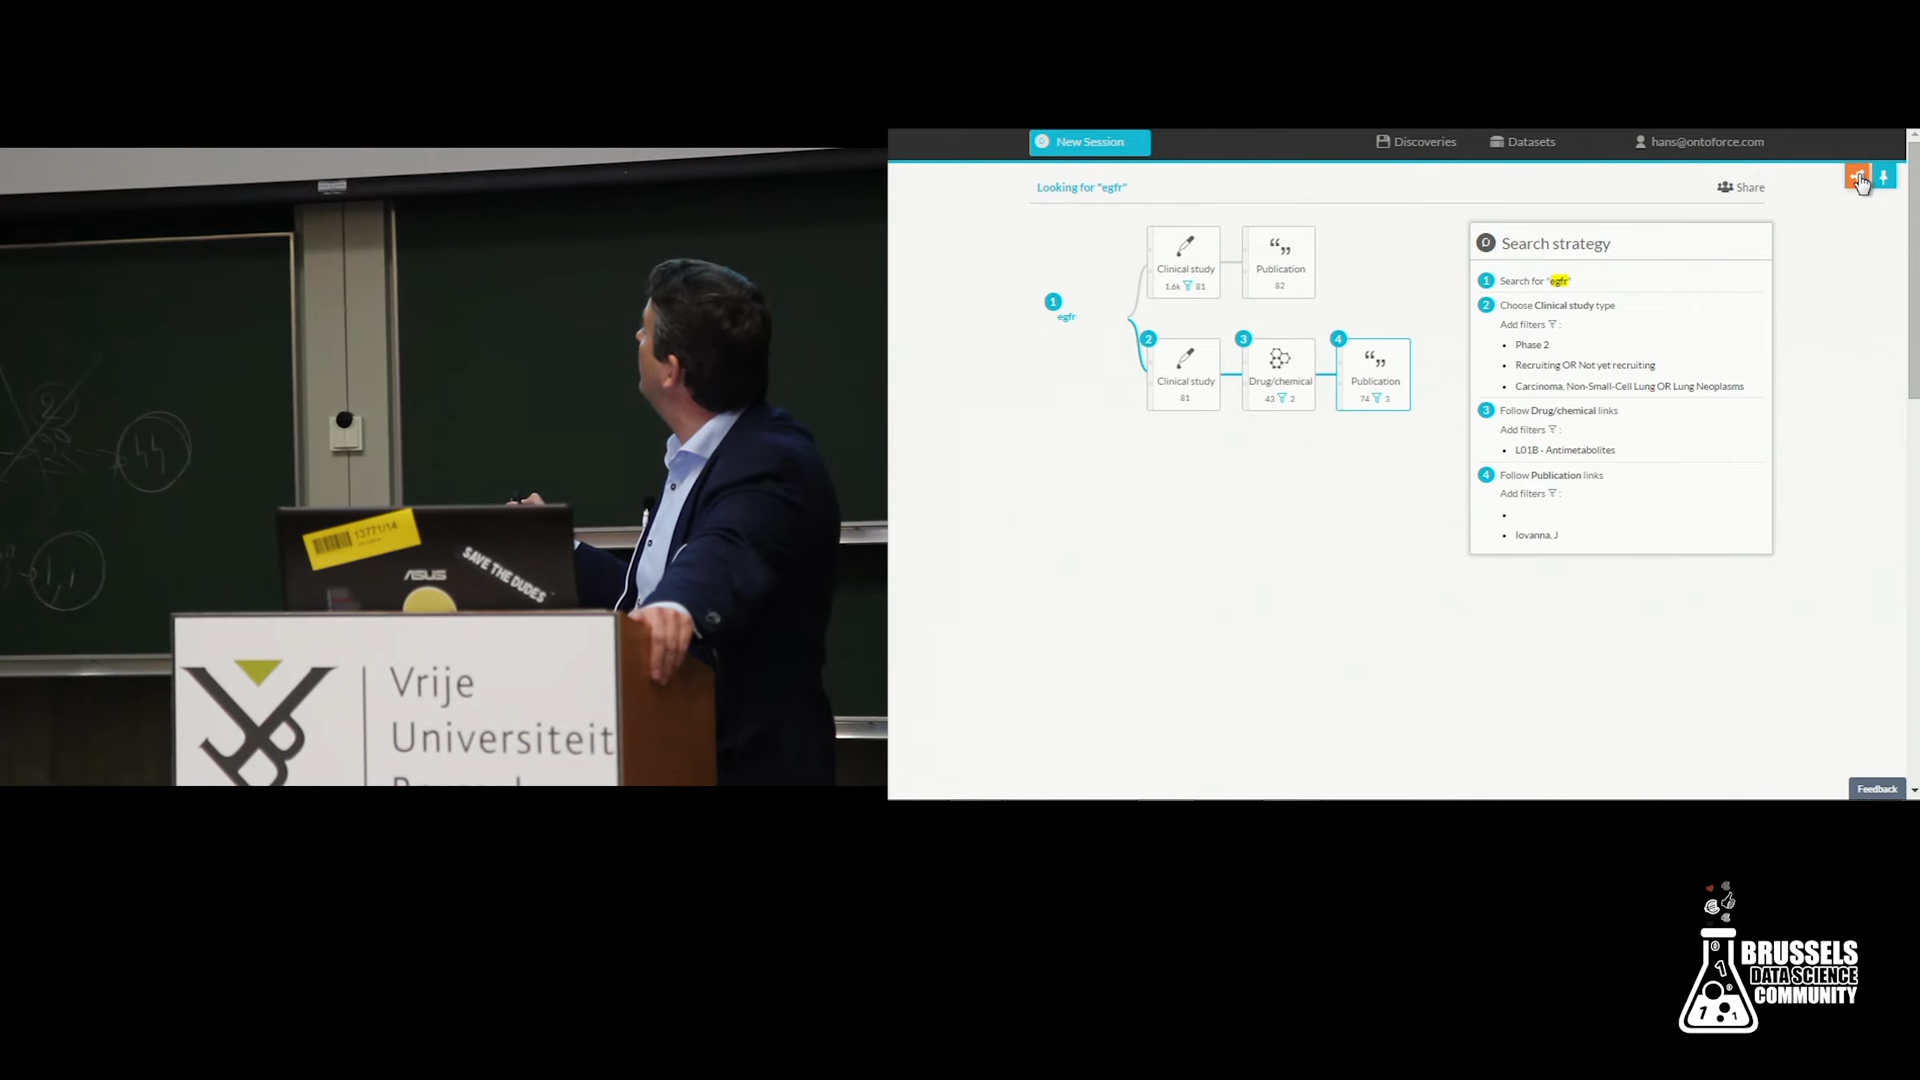 New Session
Discoveries
Datasets
hans@ontoforce.com
Looking for "egfr"
Share
1
egfr
Clinical study
1.6k 81
Publication
82
2
Clinical study
81
3
Drug/chemical
43 2
4
Publication
74 3
Search strategy
1 Search for "egfr"
2 Choose Clinical study type
Add filters :
• Phase 2
• Recruiting OR Not yet recruiting
• Carcinoma, Non-Small-Cell Lung OR Lung Neoplasms
3 Follow Drug/chemical links
Add filters :
• L01B - Antimetabolites
4 Follow Publication links
Add filters :
•
• Iovanna, J
Feedback
13771/14
ASUS
SAVE THE DUDES
Vrije
Universiteit
BRUSSELS
DATA SCIENCE
COMMUNITY